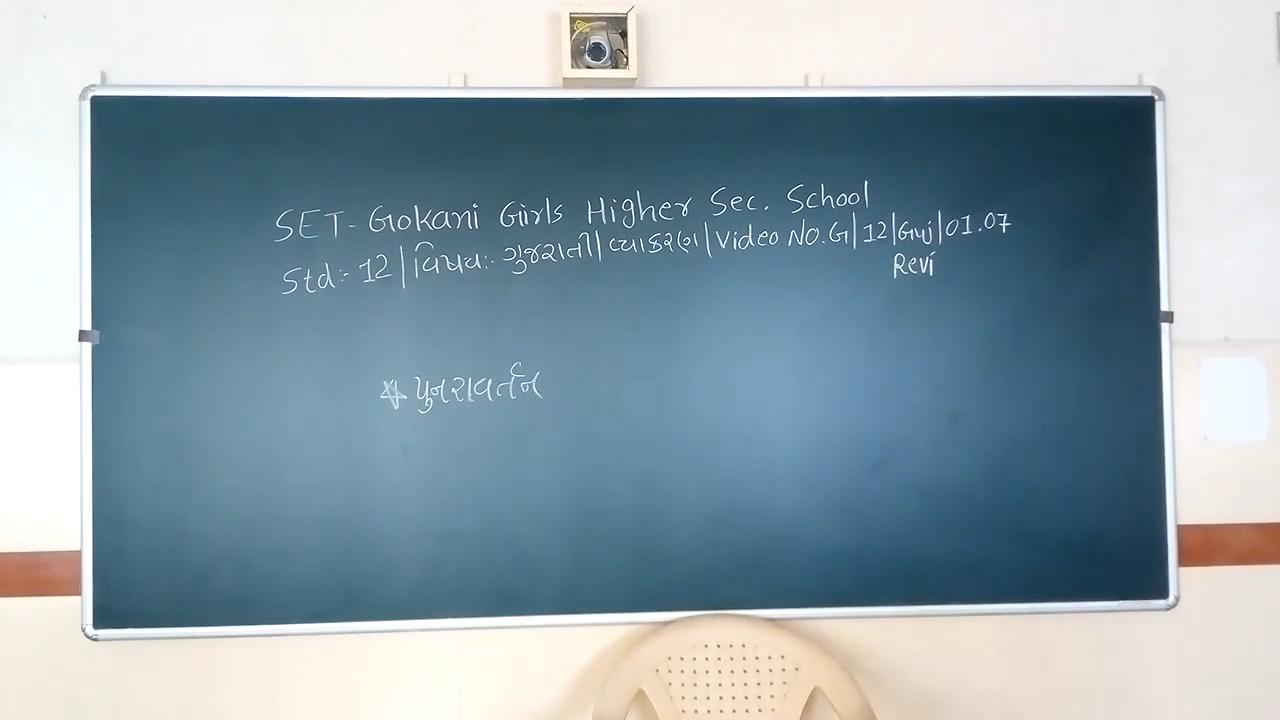 SET - Gokani Girls Higher Sec. School
Std:- 12 | વિષય:- ગુજરાતી | વ્યાકરણ | Video NO. G | 12 | Guj | 01.07
Revi
☆ પુનરાવર્તન